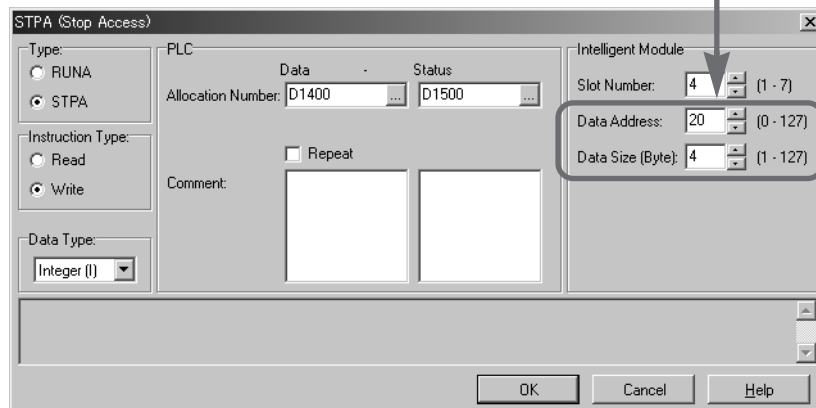 STPA (Stop Access)
Type:
RUNA
STPA
Instruction Type:
Read
Write
Data Type:
Integer (I)
PLC
Data - Status
Allocation Number: D1400 ... D1500 ...
Repeat
Comment:
Intelligent Module
Slot Number: 4 (1 - 7)
Data Address: 20 (0 - 127)
Data Size (Byte): 4 (1 - 127)
OK Cancel Help